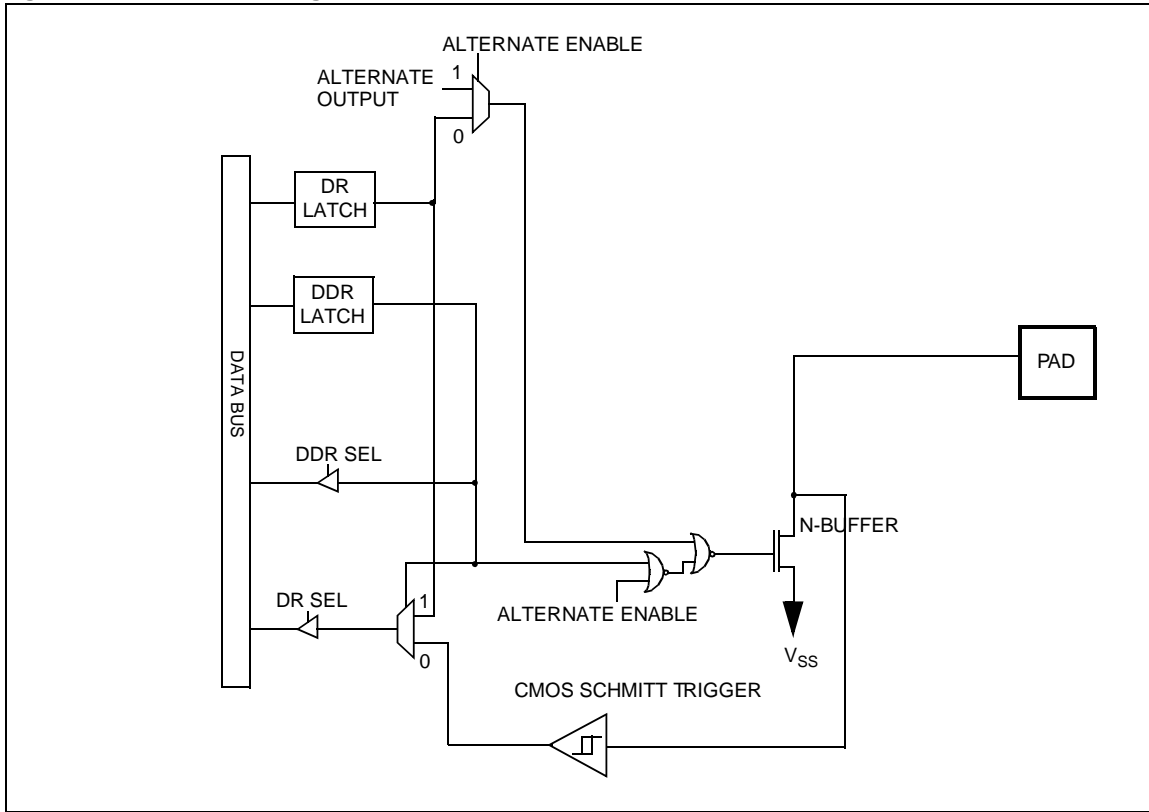 ALTERNATE ENABLE
1
ALTERNATE
OUTPUT
0
DR
LATCH
DDR
LATCH
DATA BUS
PAD
DDR SEL
N-BUFFER
DR SEL
1
ALTERNATE ENABLE
0
VSS
CMOS SCHMITT TRIGGER